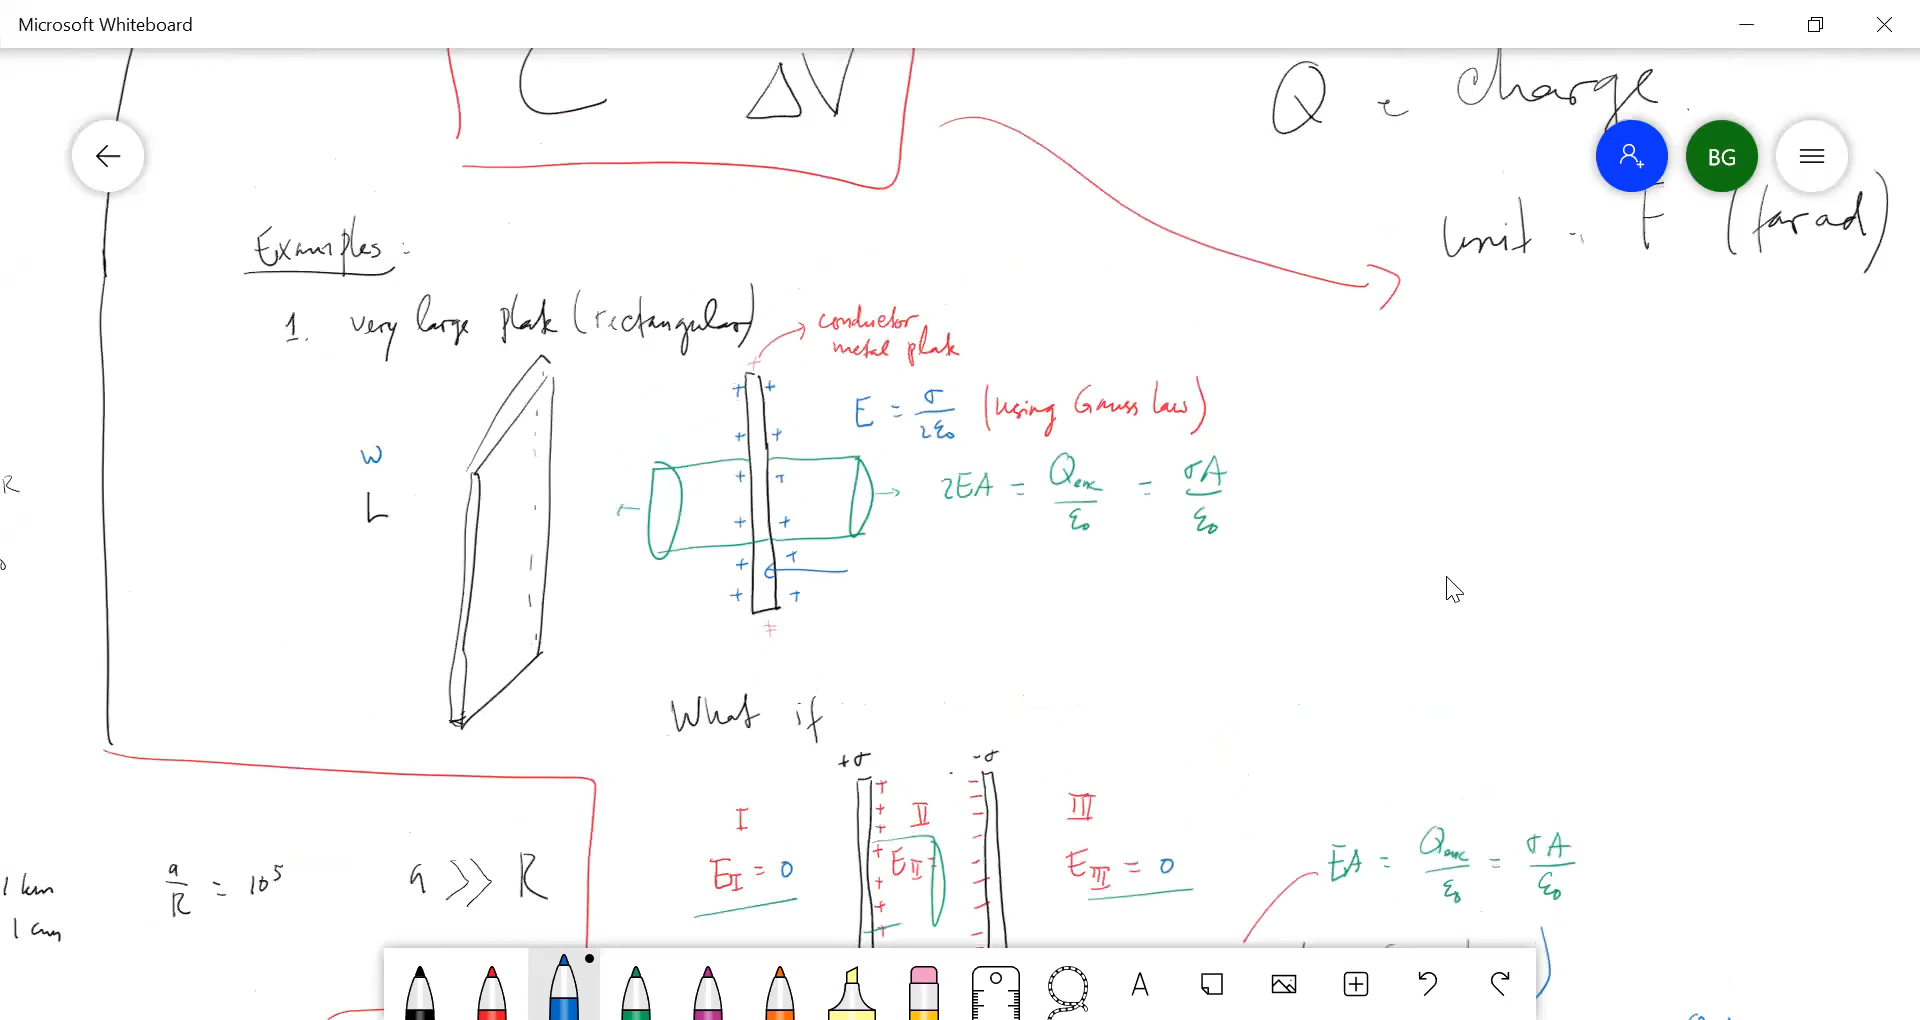 Microsoft Whiteboard
C ΔV
Q = charge
BG
unit = F (farad)
Examples:
1. very large plate (rectangular)
conductor
metal plate
E = σ/2ε₀ (using Gauss law)
W
L
R
2EA = Qenc/ε₀ = σA/ε₀
What if
+σ -σ
I II III
E_I = 0 E_II = E_III = 0
EA = Qenc/ε₀ = σA/ε₀
1 km
1 cm
a/R = 10⁵ a >> R
A